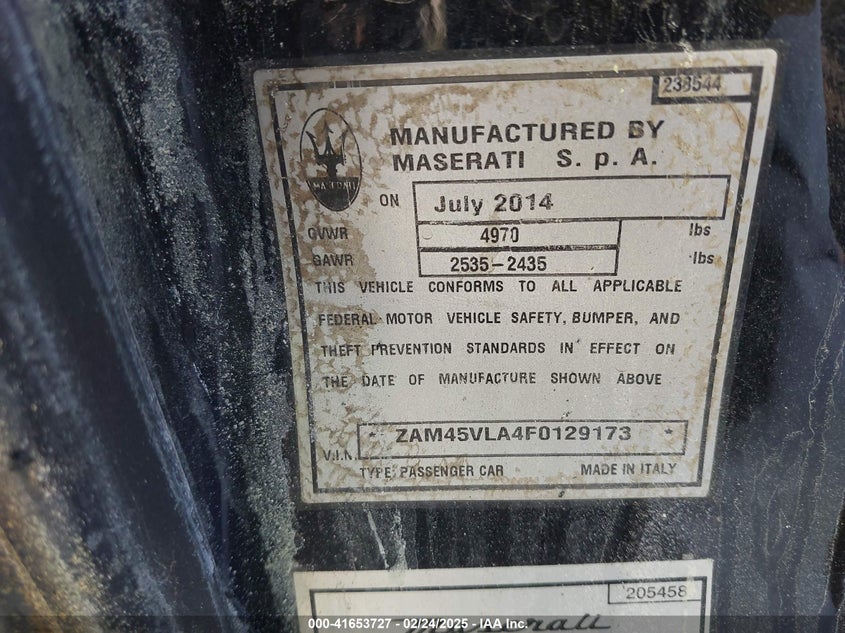 238544
MANUFACTURED BY
MASERATI S. p. A.
MASERATI
ON July 2014
GVWR 4970 lbs
GAWR 2535-2435 lbs
THIS VEHICLE CONFORMS TO ALL APPLICABLE
FEDERAL MOTOR VEHICLE SAFETY, BUMPER, AND
THEFT PREVENTION STANDARDS IN EFFECT ON
THE DATE OF MANUFACTURE SHOWN ABOVE
V.I.N. * ZAM45VLA4F0129173 *
TYPE: PASSENGER CAR MADE IN ITALY
205458
Maserati
000-41653727 - 02/24/2025 - IAA Inc.